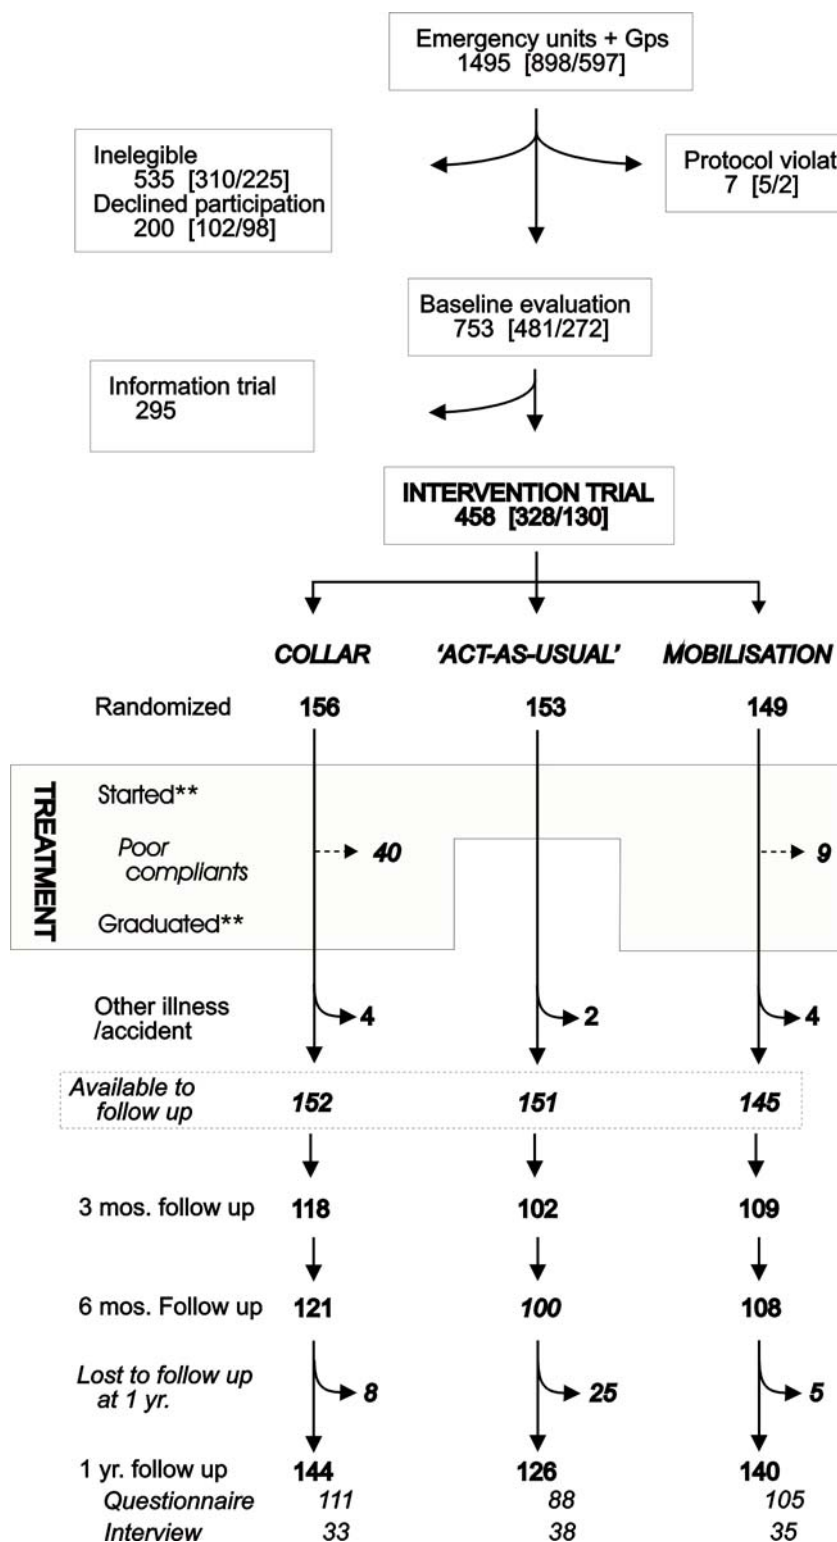 Emergency units + Gps
1495 [898/597]
Inelegible
535 [310/225]
Declined participation
200 [102/98]
Protocol violat
7 [5/2]
Baseline evaluation
753 [481/272]
Information trial
295
INTERVENTION TRIAL
458 [328/130]
COLLAR 'ACT-AS-USUAL' MOBILISATION
Randomized 156 153 149
TREATMENT
Started**
Poor
compliants
40 9
Graduated**
Other illness
/accident
4 2 4
Available to
follow up
152 151 145
3 mos. follow up 118 102 109
6 mos. Follow up 121 100 108
Lost to follow up
at 1 yr.
8 25 5
1 yr. follow up 144 126 140
Questionnaire 111 88 105
Interview 33 38 35